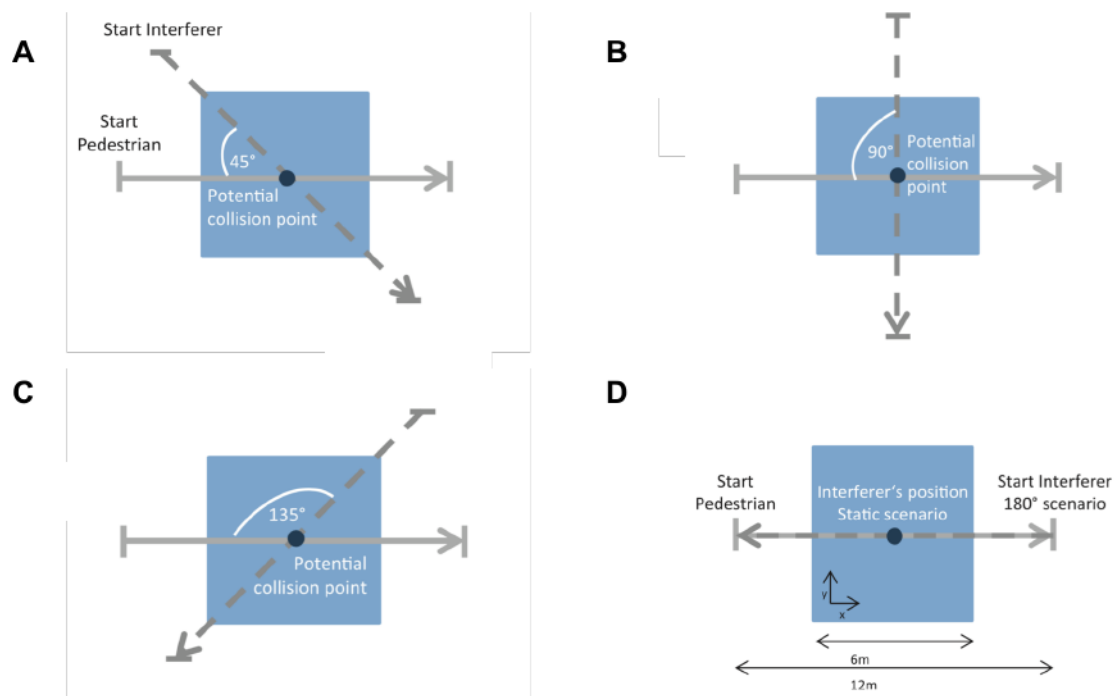 A
Start Interferer
Start
Pedestrian
45°
Potential
collision point
B
90°
Potential
collision
point
C
135°
Potential
collision point
D
Start
Pedestrian
Interferer's position
Static scenario
Start Interferer
180° scenario
y
x
6m
12m